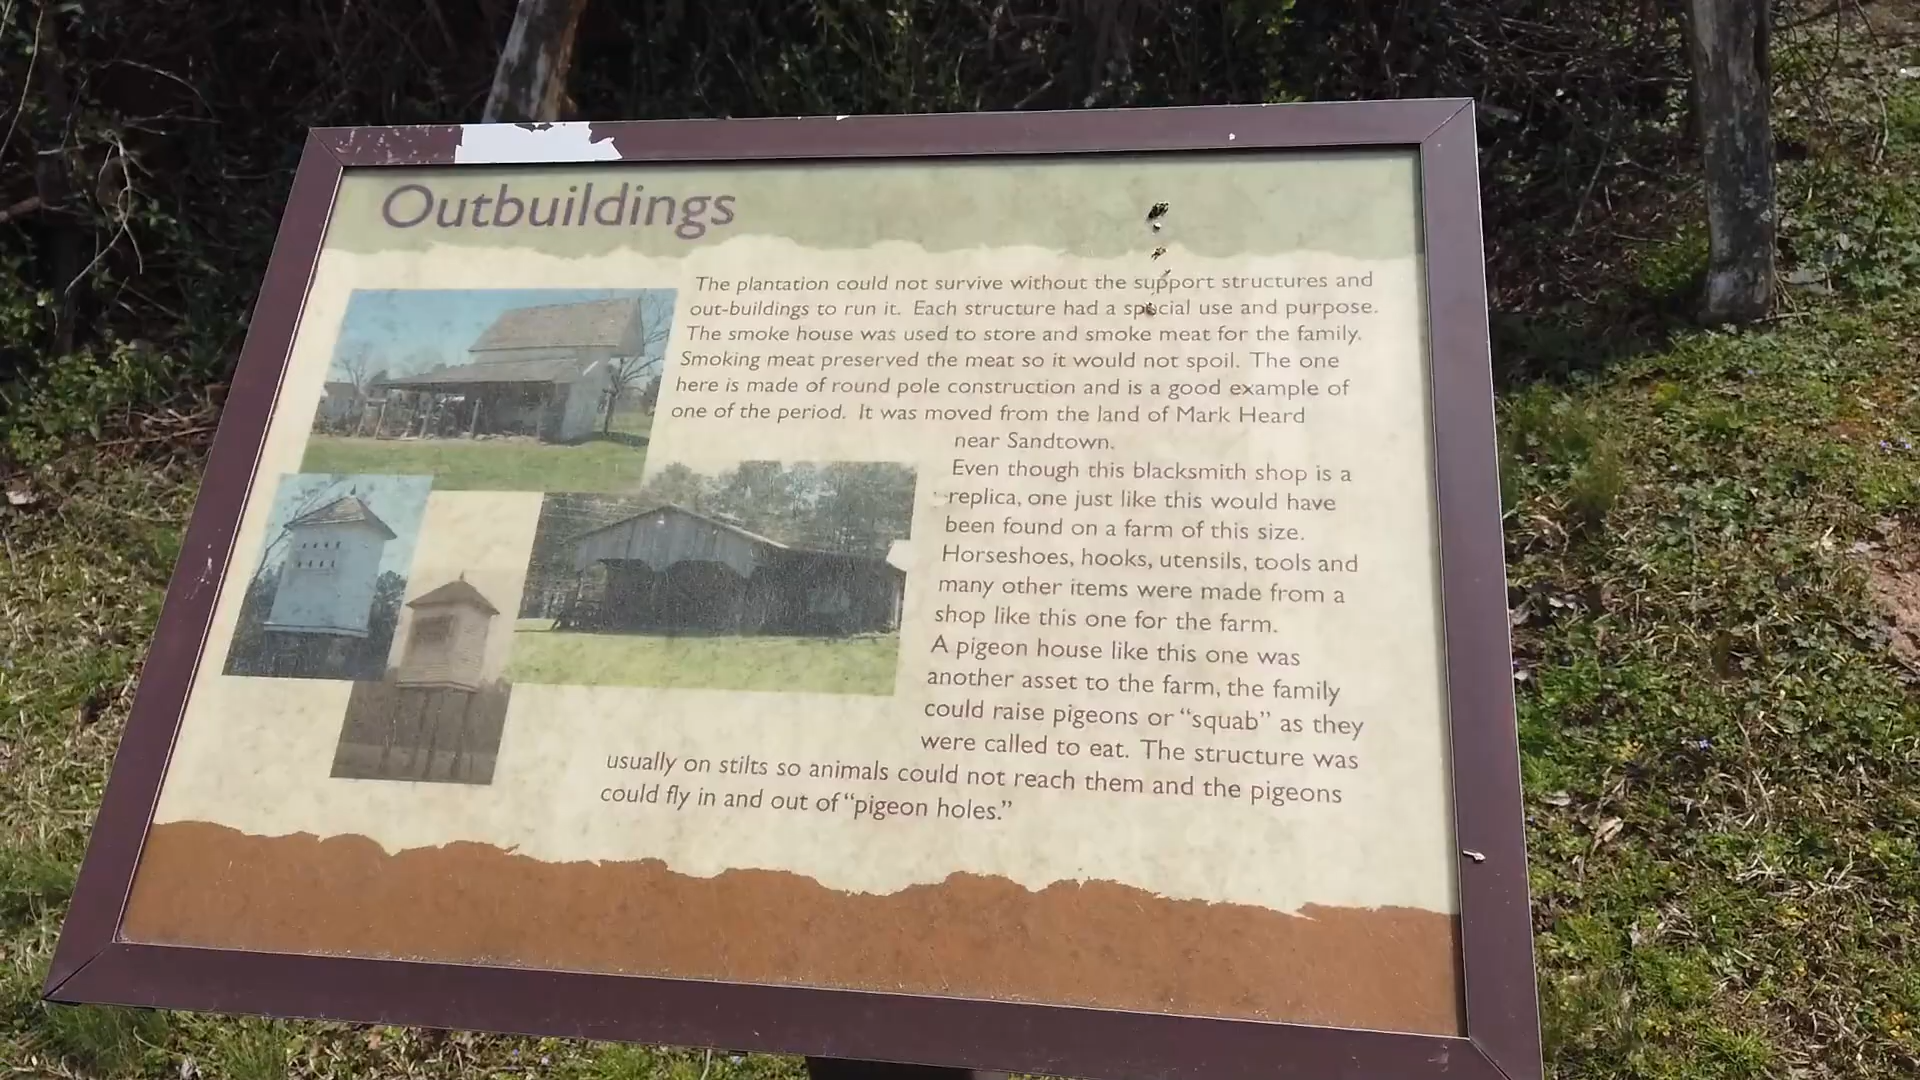 Outbuildings
The plantation could not survive without the support structures and
out-buildings to run it. Each structure had a special use and purpose.
The smoke house was used to store and smoke meat for the family.
Smoking meat preserved the meat so it would not spoil. The one
here is made of round pole construction and is a good example of
one of the period. It was moved from the land of Mark Heard
near Sandtown.
Even though this blacksmith shop is a
replica, one just like this would have
been found on a farm of this size.
Horseshoes, hooks, utensils, tools and
many other items were made from a
shop like this one for the farm.
A pigeon house like this one was
another asset to the farm, the family
could raise pigeons or "squab" as they
were called to eat. The structure was
usually on stilts so animals could not reach them and the pigeons
could fly in and out of "pigeon holes."